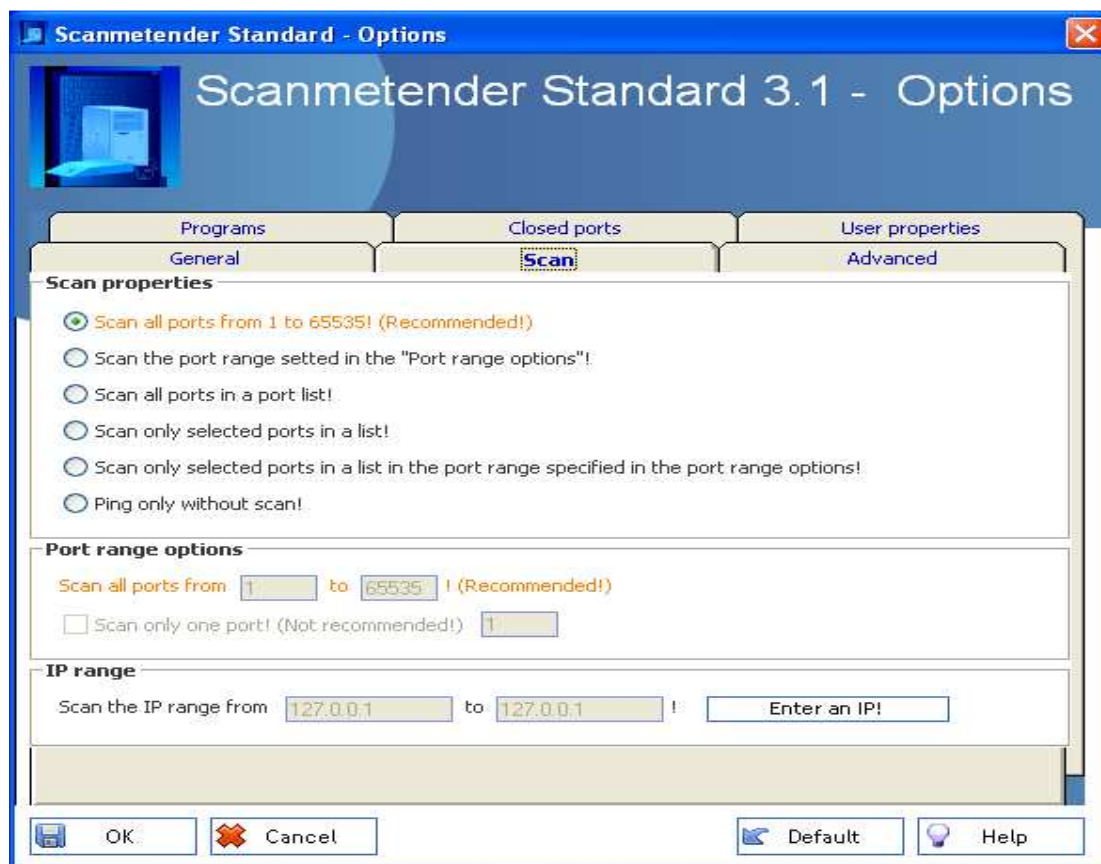 Scanmetender Standard - Options
Scanmetender Standard 3.1 - Options
Programs Closed ports User properties
General Scan Advanced
Scan properties
Scan all ports from 1 to 65535! (Recommended!)
Scan the port range setted in the "Port range options"!
Scan all ports in a port list!
Scan only selected ports in a list!
Scan only selected ports in a list in the port range specified in the port range options!
Ping only without scan!
Port range options
Scan all ports from 1 to 65535 ! (Recommended!)
Scan only one port! (Not recommended!) 1
IP range
Scan the IP range from 127.0.0.1 to 127.0.0.1 ! Enter an IP!
OK Cancel Default Help